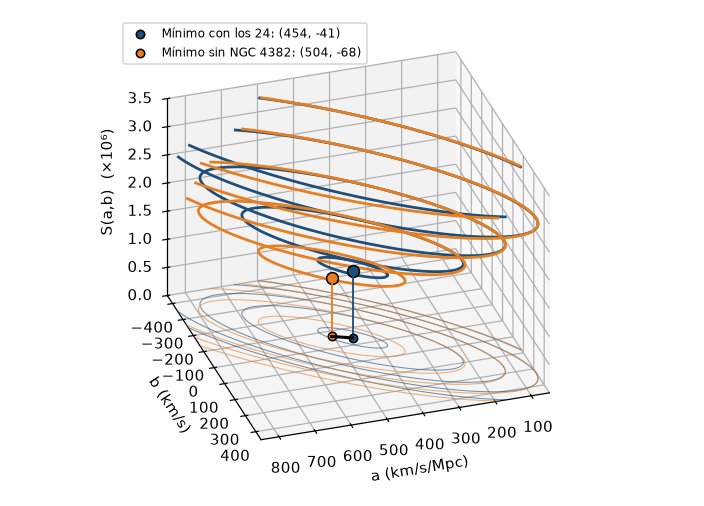 Mínimo con los 24: (454, -41)
Mínimo sin NGC 4382: (504, -68)
S(a,b) (×10⁶)
3.5
3.0
2.5
2.0
1.5
1.0
0.5
0.0
b (km/s)
−400
−300
−200
−100
0
100
200
300
400
800 700 600 500 400 300 200 100
a (km/s/Mpc)